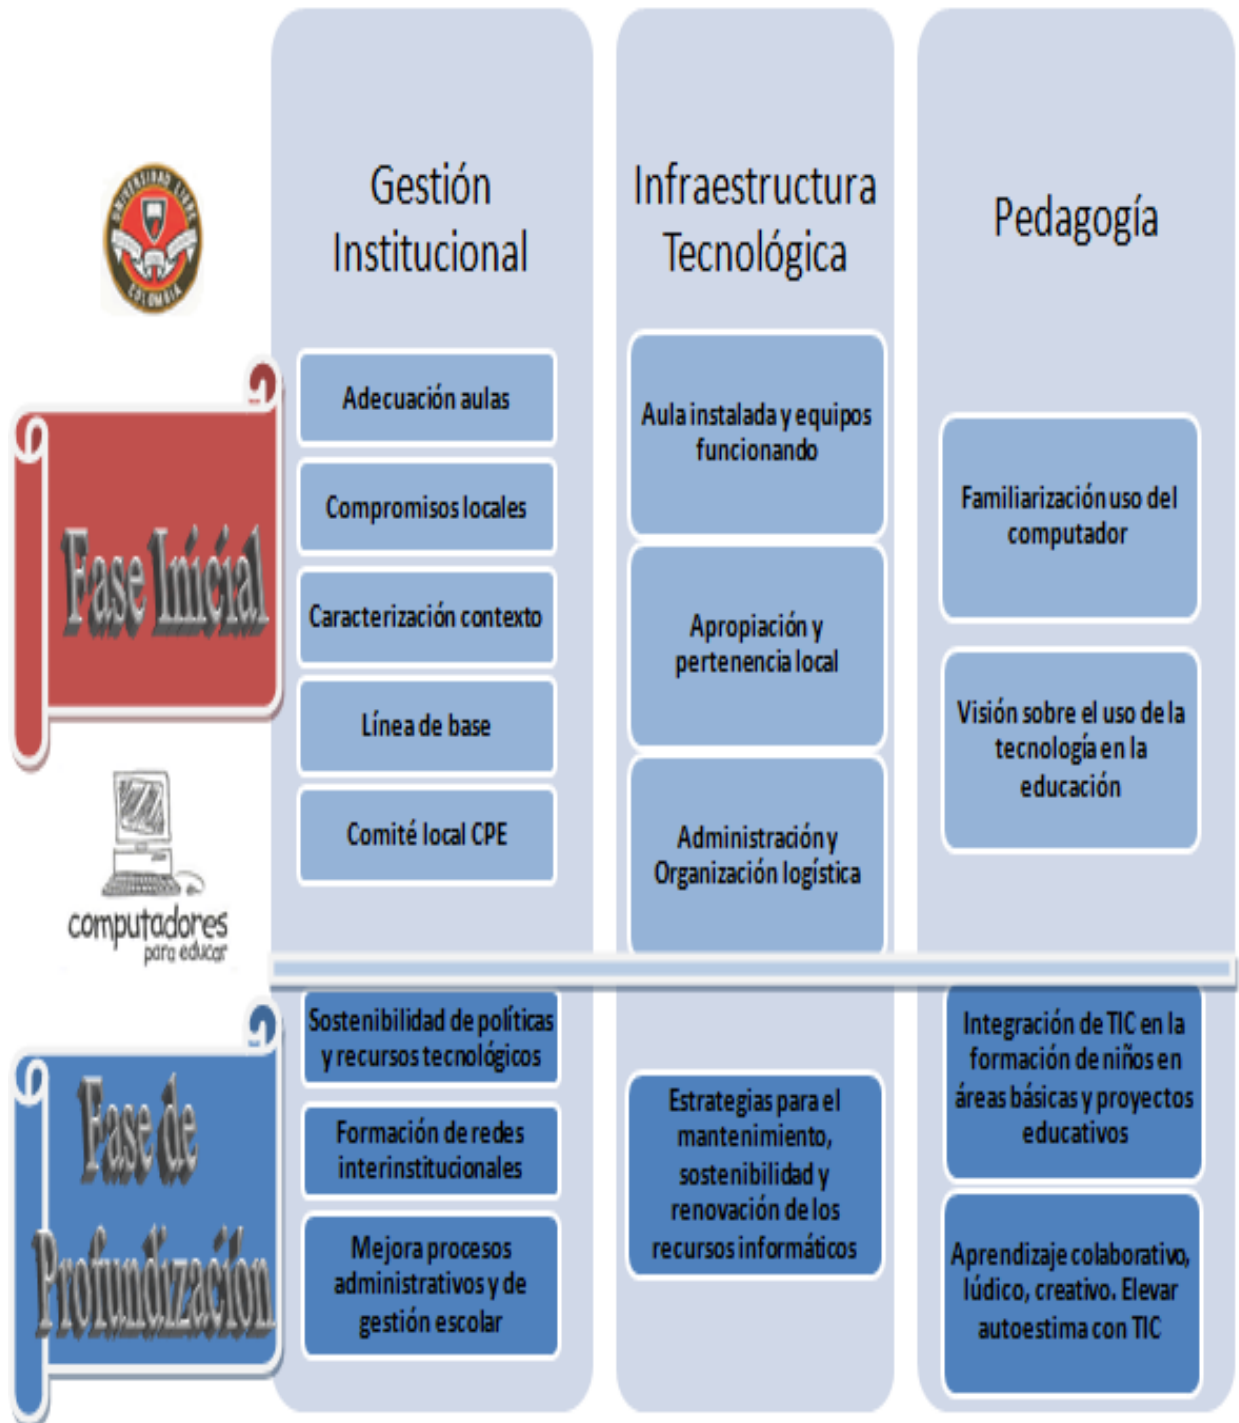 Gestión
Institucional
Infraestructura
Tecnológica
Pedagogía
UNIVERSIDAD LIBRE
COLOMBIA
Fase Inicial
Adecuación aulas
Compromisos locales
Caracterización contexto
Línea de base
Comité local CPE
Aula instalada y equipos
funcionando
Apropiación y
pertenencia local
Administración y
Organización logística
Familiarización uso del
computador
Visión sobre el uso de la
tecnología en la
educación
computadores
para educar
Fase de
Profundización
Sostenibilidad de políticas
y recursos tecnológicos
Formación de redes
interinstitucionales
Mejora procesos
administrativos y de
gestión escolar
Estrategias para el
mantenimiento,
sostenibilidad y
renovación de los
recursos informáticos
Integración de TIC en la
formación de niños en
áreas básicas y proyectos
educativos
Aprendizaje colaborativo,
lúdico, creativo. Elevar
autoestima con TIC